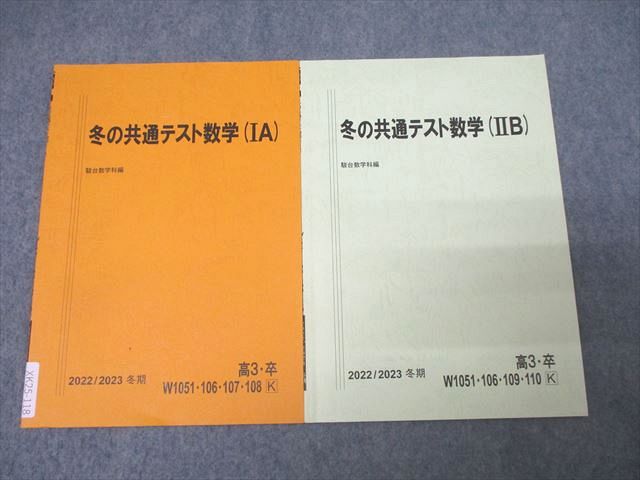 冬の共通テスト数学(ⅠA)
駿台数学科編
2022/2023 冬期
高3・卒
W1051・106・107・108 K
XK25-118
冬の共通テスト数学(ⅡB)
駿台数学科編
2022/2023 冬期
高3・卒
W1051・106・109・110 K